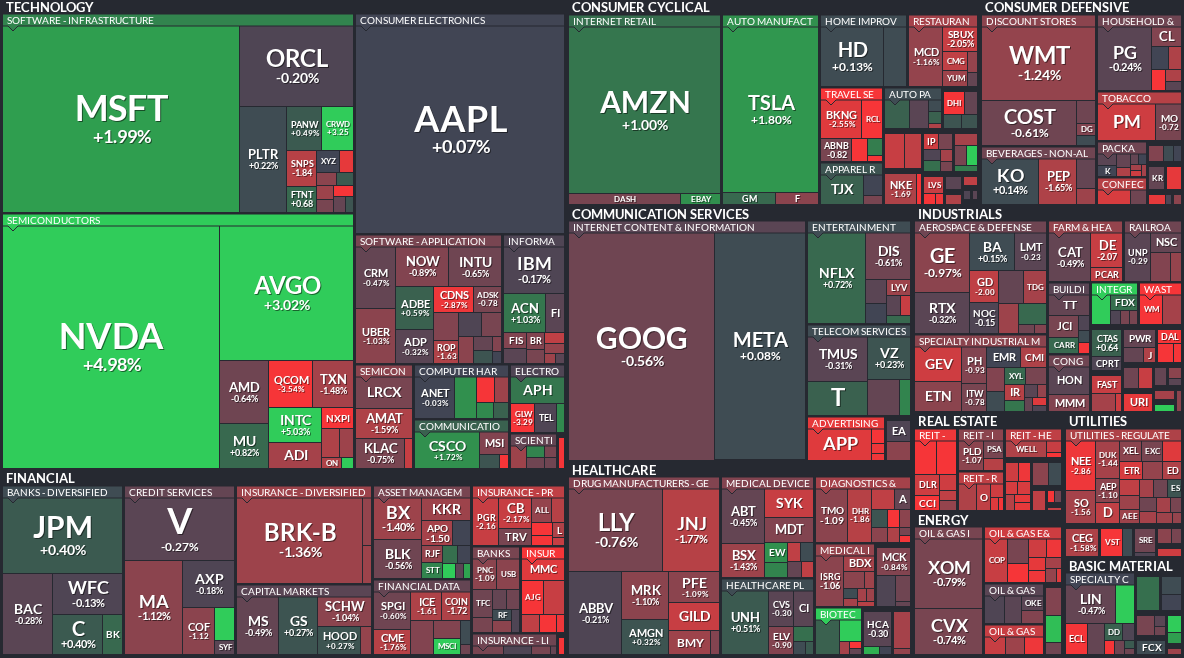 TECHNOLOGY
SOFTWARE - INFRASTRUCTURE
MSFT
+1.99%
ORCL
-0.20%
PLTR
+0.22%
PANW
+0.49%
CRWD
+3.25
SNPS
-1.84
XYZ
FTNT
+0.68
CONSUMER ELECTRONICS
AAPL
+0.07%
SEMICONDUCTORS
NVDA
+4.98%
AVGO
+3.02%
AMD
-0.64%
QCOM
-3.54%
TXN
-1.48%
MU
+0.82%
INTC
+5.03%
NXPI
ADI
ON
SOFTWARE - APPLICATION
CRM
-0.47%
NOW
-0.89%
INTU
-0.65%
UBER
-1.03%
ADBE
+0.59%
CDNS
-2.87%
ADSK
-0.78
ADP
-0.32%
ROP
-1.63
INFORMA
IBM
-0.17%
ACN
+1.03%
FI
FIS
BR
SEMICON
LRCX
AMAT
-1.59%
KLAC
-0.75%
COMPUTER HAR
ANET
-0.03%
COMMUNICATIO
CSCO
+1.72%
MSI
ELECTRO
APH
GLW
-3.29
TEL
SCIENTI
CONSUMER CYCLICAL
INTERNET RETAIL
AMZN
+1.00%
DASH
EBAY
AUTO MANUFACT
TSLA
+1.80%
GM
F
HOME IMPROV
HD
+0.13%
RESTAURAN
MCD
-1.16%
SBUX
-2.05%
CMG
YUM
TRAVEL SE
BKNG
-2.55%
RCL
ABNB
-0.82
AUTO PA
DHI
IP
APPAREL R
TJX
NKE
-1.69
LVS
CONSUMER DEFENSIVE
DISCOUNT STORES
WMT
-1.24%
COST
-0.61%
DG
HOUSEHOLD &
PG
-0.24%
CL
TOBACCO
PM
MO
-0.72
BEVERAGES - NON-AL
KO
+0.14%
PEP
-1.65%
PACKA
K
KR
CONFEC
COMMUNICATION SERVICES
INTERNET CONTENT & INFORMATION
GOOG
-0.56%
META
+0.08%
ENTERTAINMENT
NFLX
+0.72%
DIS
-0.61%
LYV
TELECOM SERVICES
TMUS
-0.31%
VZ
+0.23%
T
ADVERTISING
APP
EA
INDUSTRIALS
AEROSPACE & DEFENSE
GE
-0.97%
BA
+0.15%
LMT
-0.23
RTX
-0.32%
GD
-2.00
TDG
NOC
-0.15
FARM & HEA
CAT
-0.49%
DE
-2.07
PCAR
RAILROA
UNP
-0.29
NSC
SPECIALTY INDUSTRIAL M
GEV
PH
-0.93
EMR
CMI
ETN
ITW
-0.78
XYL
IR
BUILDI
TT
JCI
CARR
INTEGR
FDX
WAST
WM
CONG
HON
MMM
CTAS
+0.64
CPRT
PWR
J
DAL
FAST
URI
FINANCIAL
BANKS - DIVERSIFIED
JPM
+0.40%
BAC
-0.28%
WFC
-0.13%
C
+0.40%
BK
CREDIT SERVICES
V
-0.27%
MA
-1.12%
AXP
-0.18%
COF
-1.12
SYF
INSURANCE - DIVERSIFIED
BRK-B
-1.36%
CAPITAL MARKETS
MS
-0.49%
GS
+0.27%
SCHW
-1.04%
HOOD
+0.27%
ASSET MANAGEM
BX
-1.40%
KKR
BLK
-0.56%
APO
-1.50
RJF
STT
FINANCIAL DATA
SPGI
-0.60%
ICE
-1.61
COIN
-1.72
CME
-1.76%
MSCI
INSURANCE - PR
PGR
-2.16
CB
-2.17%
ALL
TRV
L
BANKS
PNC
-1.09
USB
TFC
RF
INSUR
MMC
AJG
INSURANCE - LI
HEALTHCARE
DRUG MANUFACTURERS - GE
LLY
-0.76%
JNJ
-1.77%
ABBV
-0.21%
MRK
-1.10%
PFE
-1.09%
AMGN
+0.32%
GILD
BMY
MEDICAL DEVICE
ABT
-0.45%
SYK
MDT
BSX
-1.43%
EW
HEALTHCARE PL
UNH
+0.51%
CVS
-0.30
CI
ELV
-0.90
DIAGNOSTICS &
TMO
-1.09
DHR
-1.86
A
MEDICAL I
ISRG
-1.06
BDX
MCK
-0.84%
BIOTEC
HCA
-0.30
REAL ESTATE
REIT -
DLR
CCI
REIT - I
PLD
-1.07
PSA
REIT - R
O
REIT - HE
WELL
UTILITIES
UTILITIES - REGULATE
NEE
-2.86
DUK
-1.44
XEL
EXC
ETR
ED
SO
-1.56
AEP
-1.10
ES
D
AEE
CEG
-1.58%
VST
SRE
ENERGY
OIL & GAS I
XOM
-0.79%
CVX
-0.74%
OIL & GAS E&
COP
OIL & GAS
OKE
OIL & GAS
BASIC MATERIAL
SPECIALTY C
LIN
-0.47%
ECL
DD
FCX